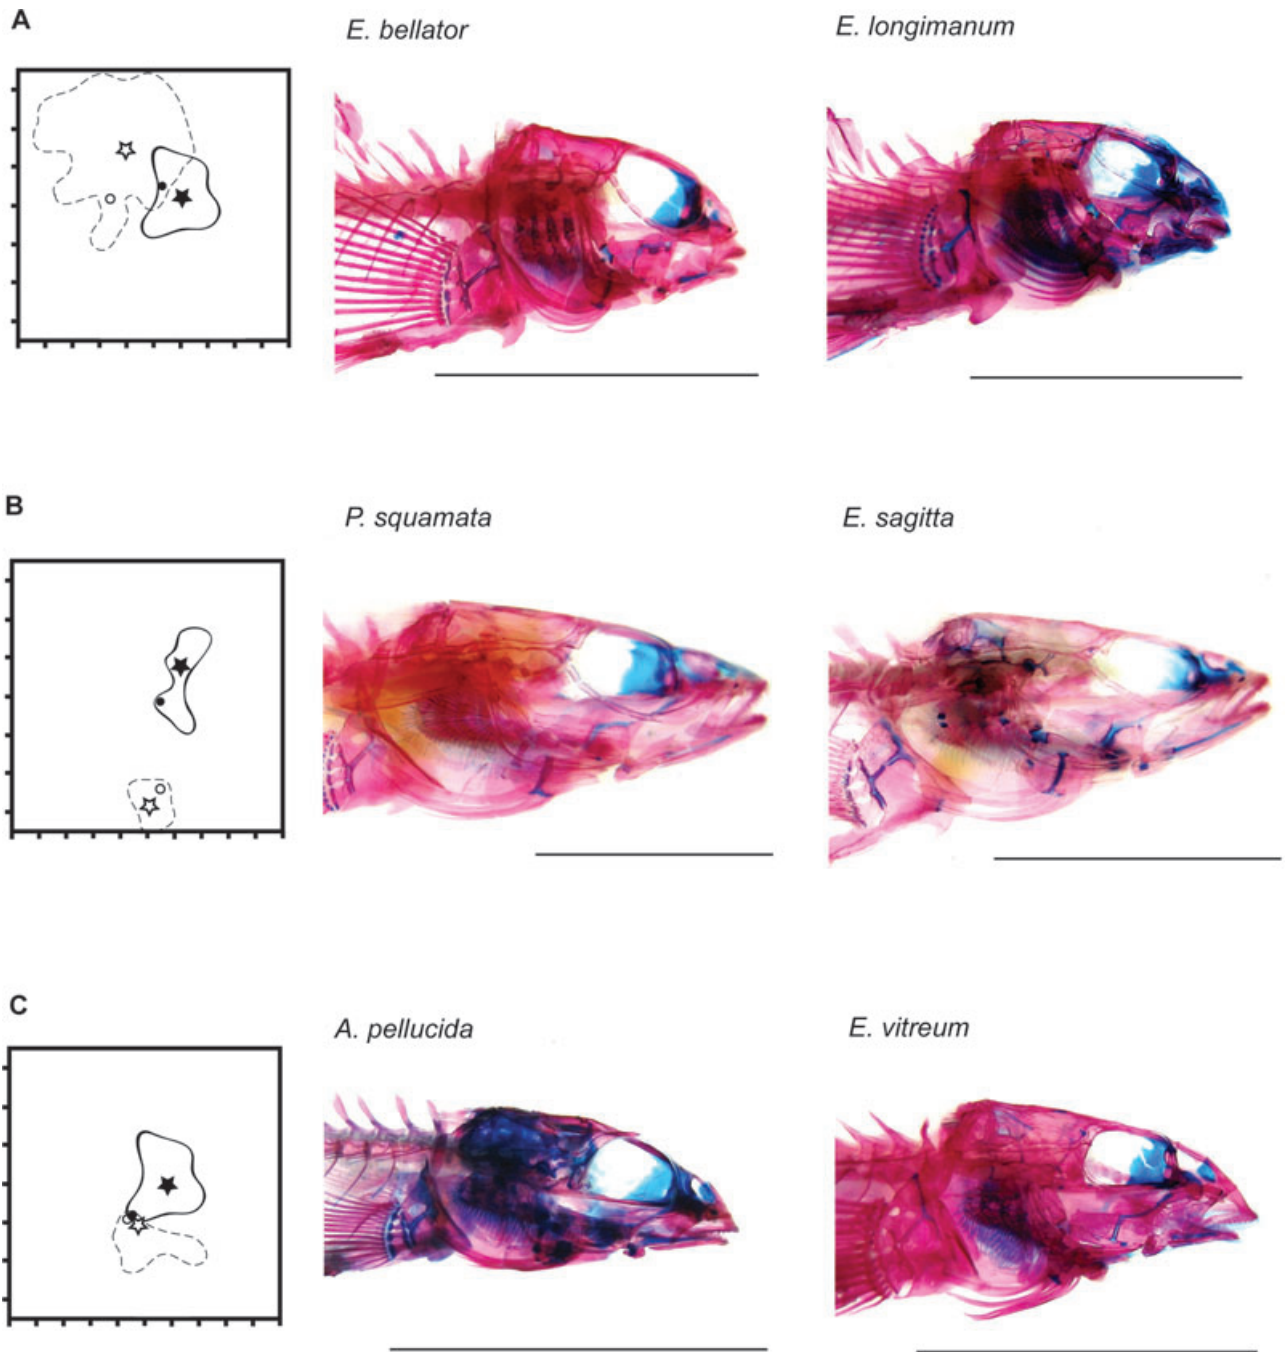 A
E. bellator
E. longimanum
B
P. squamata
E. sagitta
C
A. pellucida
E. vitreum